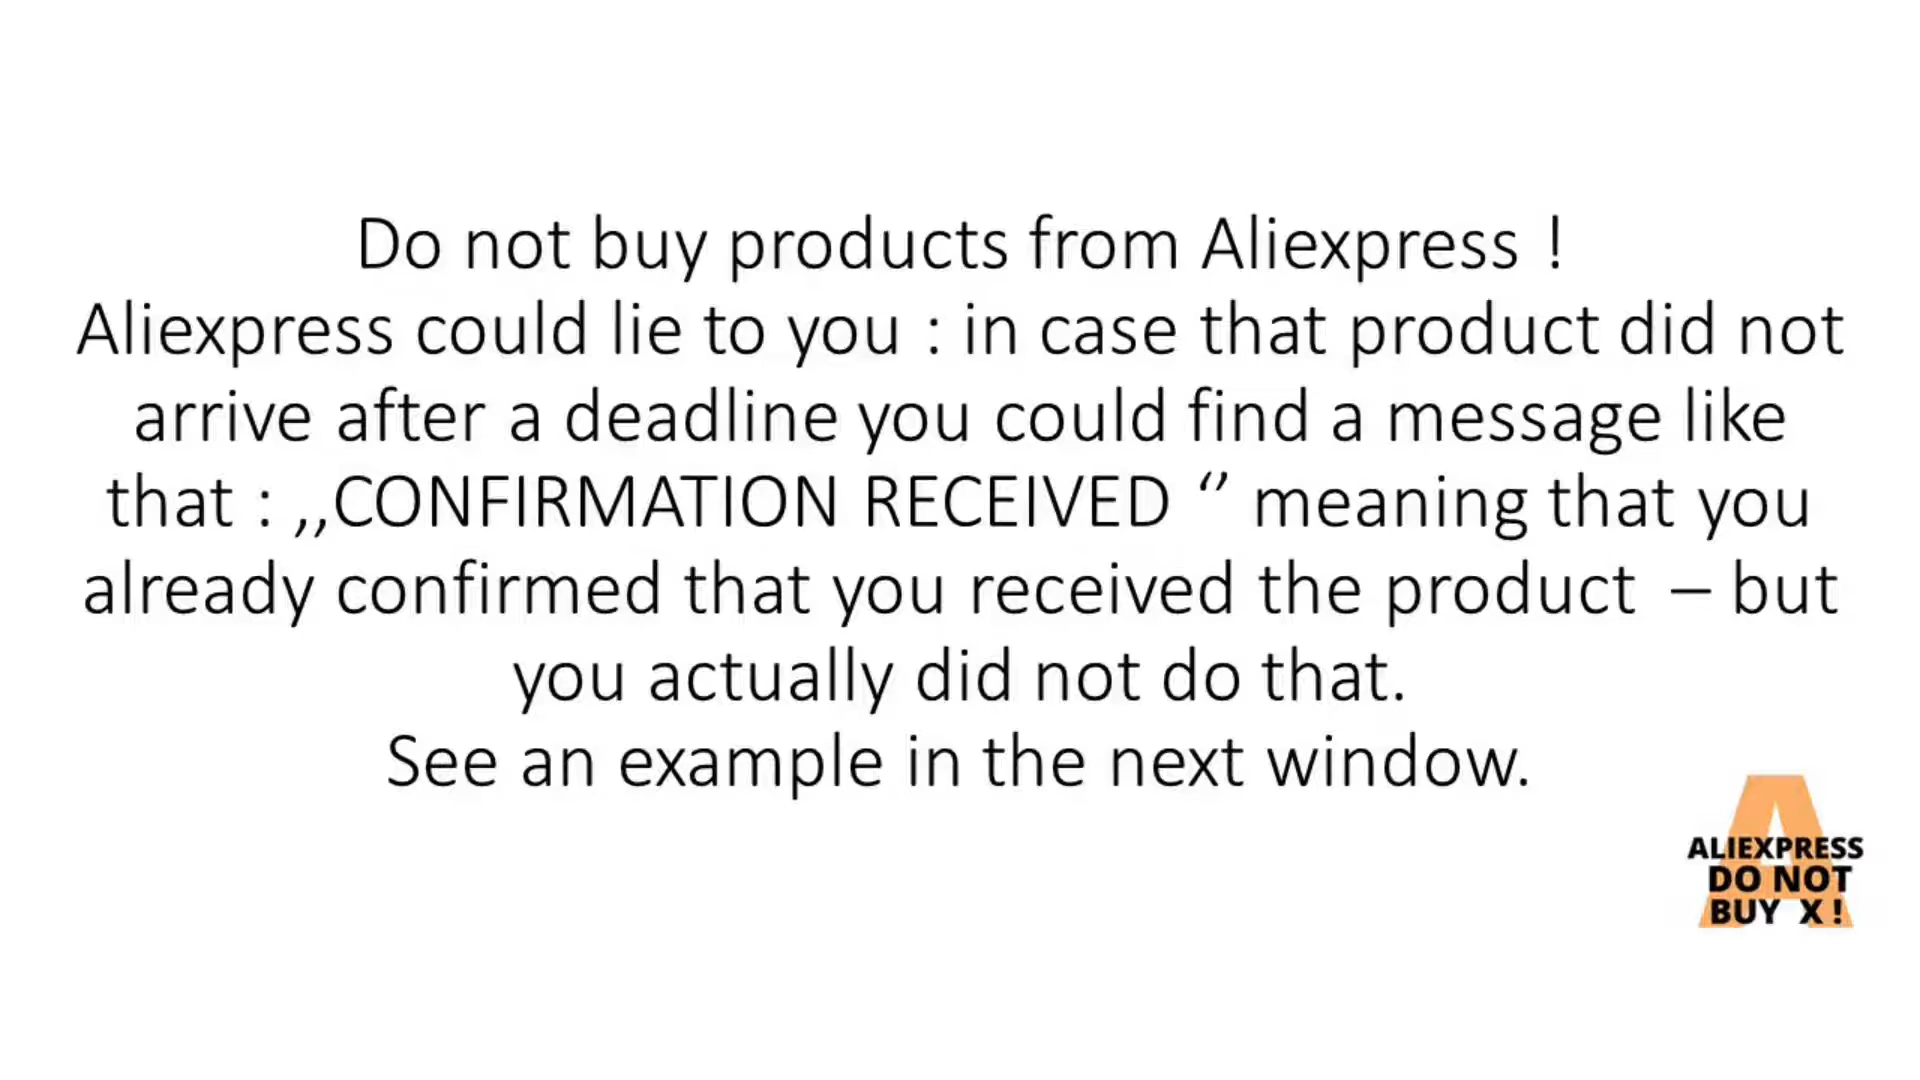 Do not buy products from Aliexpress !
Aliexpress could lie to you : in case that product did not
arrive after a deadline you could find a message like
that : ,,CONFIRMATION RECEIVED ‘’ meaning that you
already confirmed that you received the product – but
you actually did not do that.
See an example in the next window.
A
ALIEXPRESS
DO NOT
BUY X !